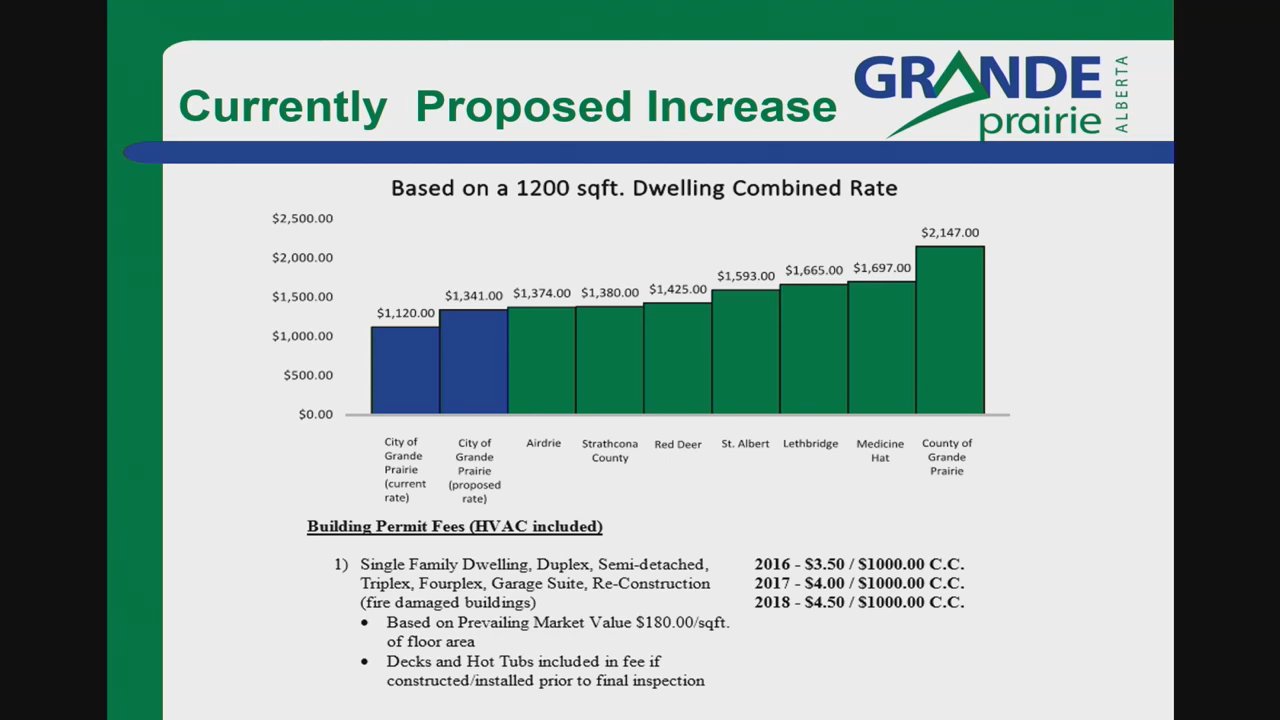 Currently Proposed Increase
GRANDE
prairie
ALBERTA
Based on a 1200 sqft. Dwelling Combined Rate
$2,500.00
$2,000.00
$1,500.00
$1,000.00
$500.00
$0.00
$1,120.00
$1,341.00
$1,374.00
$1,380.00
$1,425.00
$1,593.00
$1,665.00
$1,697.00
$2,147.00
City of
Grande
Prairie
(current
rate)
City of
Grande
Prairie
(proposed
rate)
Airdrie
Strathcona
County
Red Deer
St. Albert
Lethbridge
Medicine
Hat
County of
Grande
Prairie
Building Permit Fees (HVAC included)
1) Single Family Dwelling, Duplex, Semi-detached,
Triplex, Fourplex, Garage Suite, Re-Construction
(fire damaged buildings)
2016 - $3.50 / $1000.00 C.C.
2017 - $4.00 / $1000.00 C.C.
2018 - $4.50 / $1000.00 C.C.
• Based on Prevailing Market Value $180.00/sqft.
of floor area
• Decks and Hot Tubs included in fee if
constructed/installed prior to final inspection